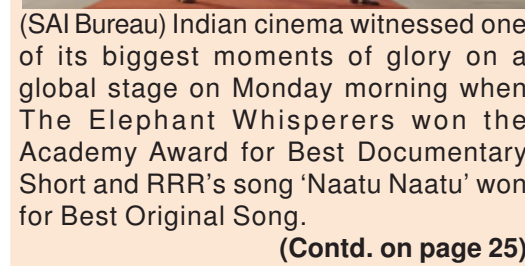 (SAI Bureau) Indian cinema witnessed one
of its biggest moments of glory on a
global stage on Monday morning when
The Elephant Whisperers won the
Academy Award for Best Documentary
Short and RRR's song ‘Naatu Naatu’ won
for Best Original Song.
(Contd. on page 25)